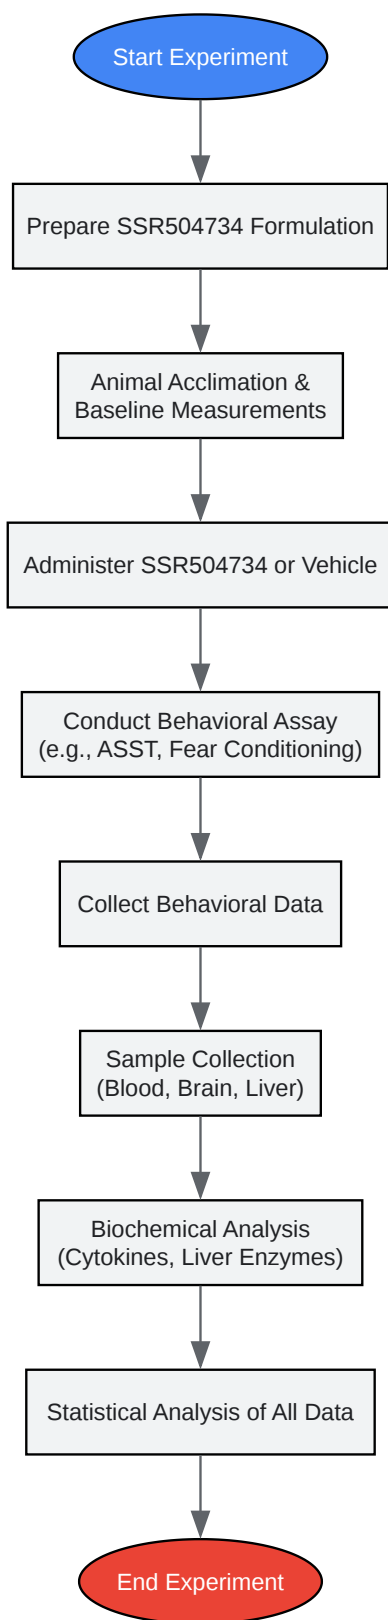 Start Experiment
Prepare SSR504734 Formulation
Animal Acclimation &
Baseline Measurements
Administer SSR504734 or Vehicle
Conduct Behavioral Assay
(e.g., ASST, Fear Conditioning)
Collect Behavioral Data
Sample Collection
(Blood, Brain, Liver)
Biochemical Analysis
(Cytokines, Liver Enzymes)
Statistical Analysis of All Data
End Experiment